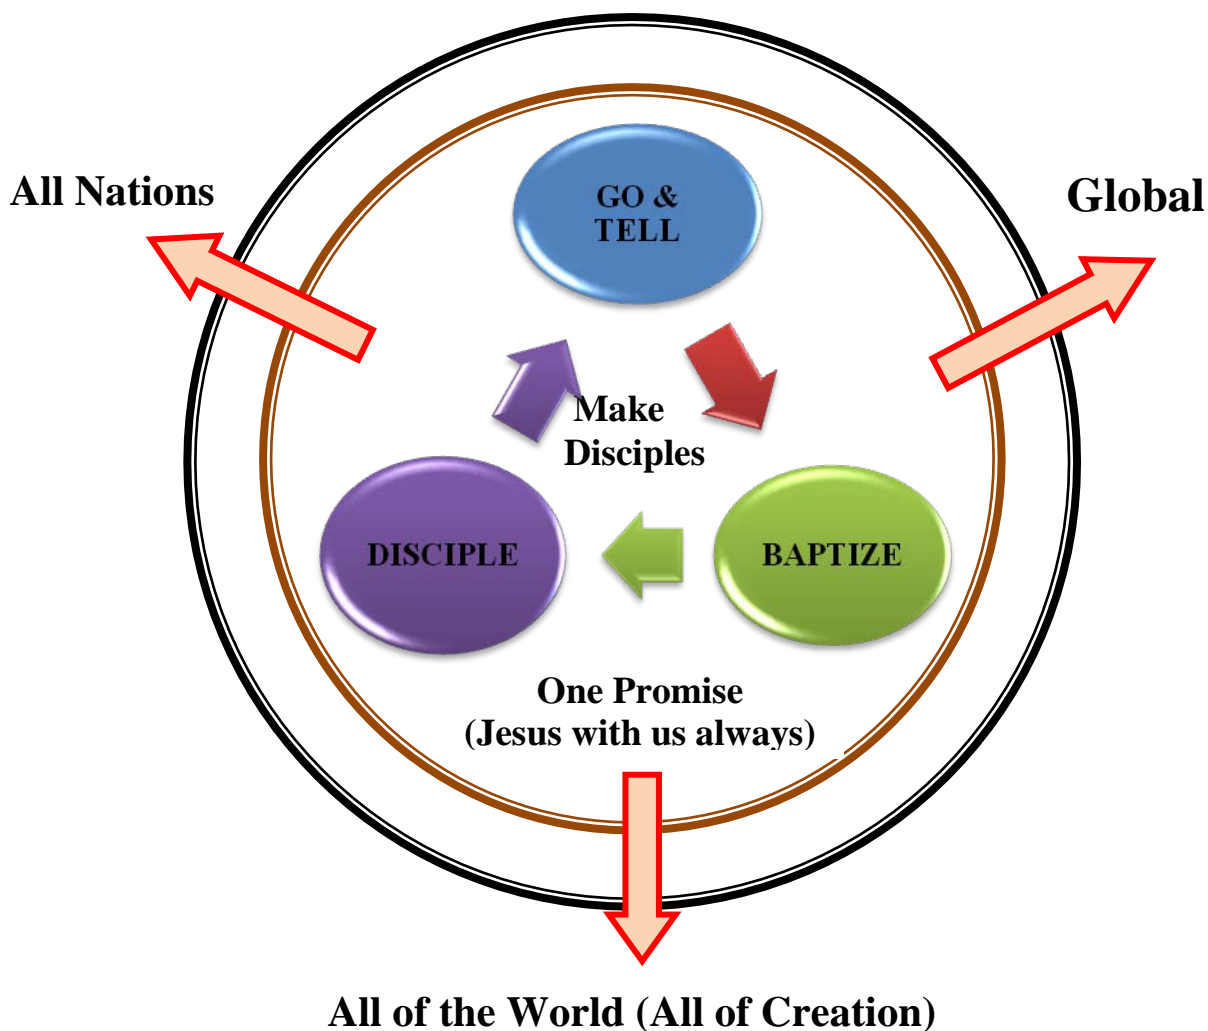 All Nations
Global
GO &
TELL
Make
Disciples
DISCIPLE
BAPTIZE
One Promise
(Jesus with us always)
All of the World (All of Creation)